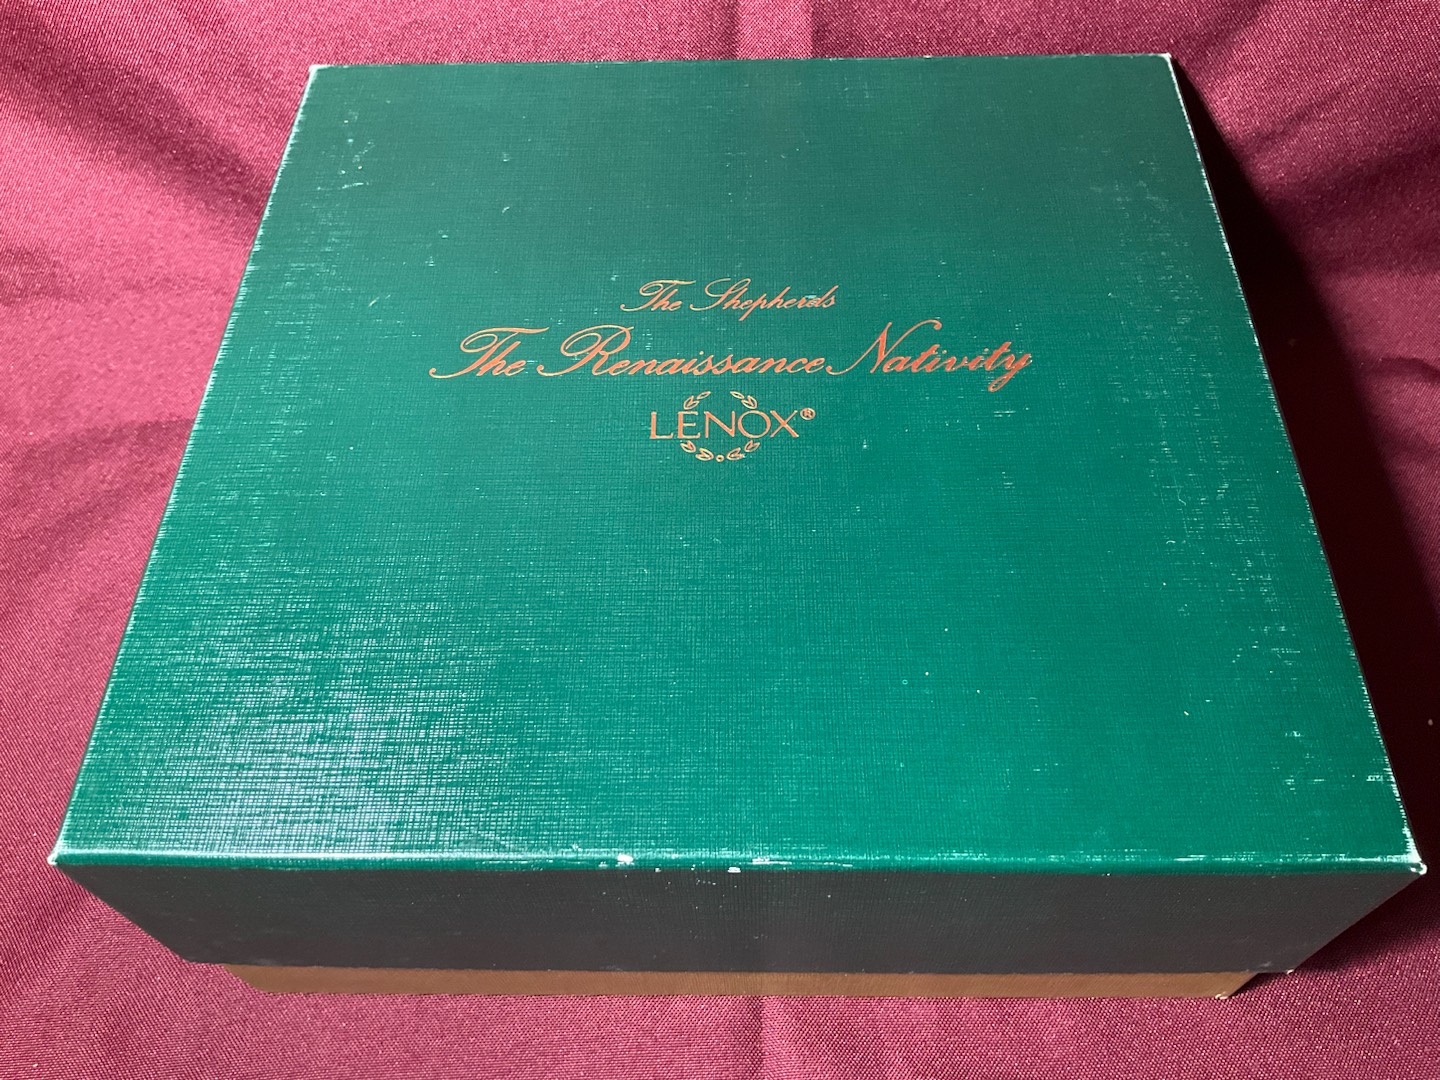 The Shepherds
The Renaissance Nativity
LENOX®